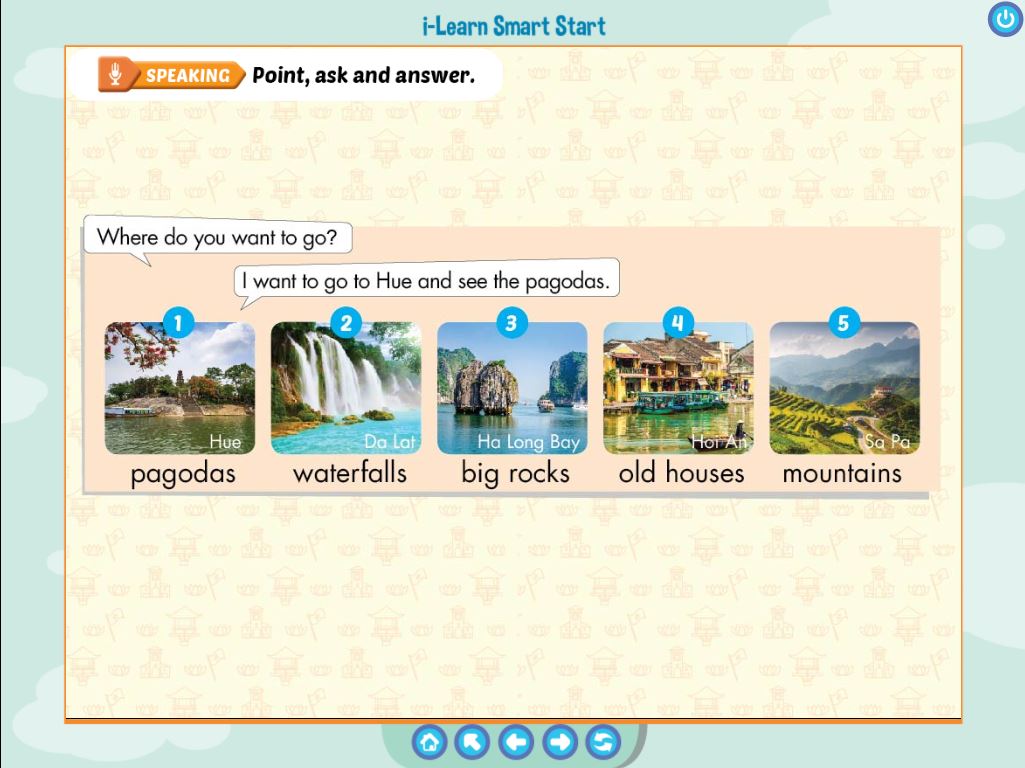 i-Learn Smart Start
SPEAKING Point, ask and answer.
Where do you want to go?
I want to go to Hue and see the pagodas.
1 2 3 4 5
Hue Da Lat Ha Long Bay Hoi An Sa Pa
pagodas waterfalls big rocks old houses mountains